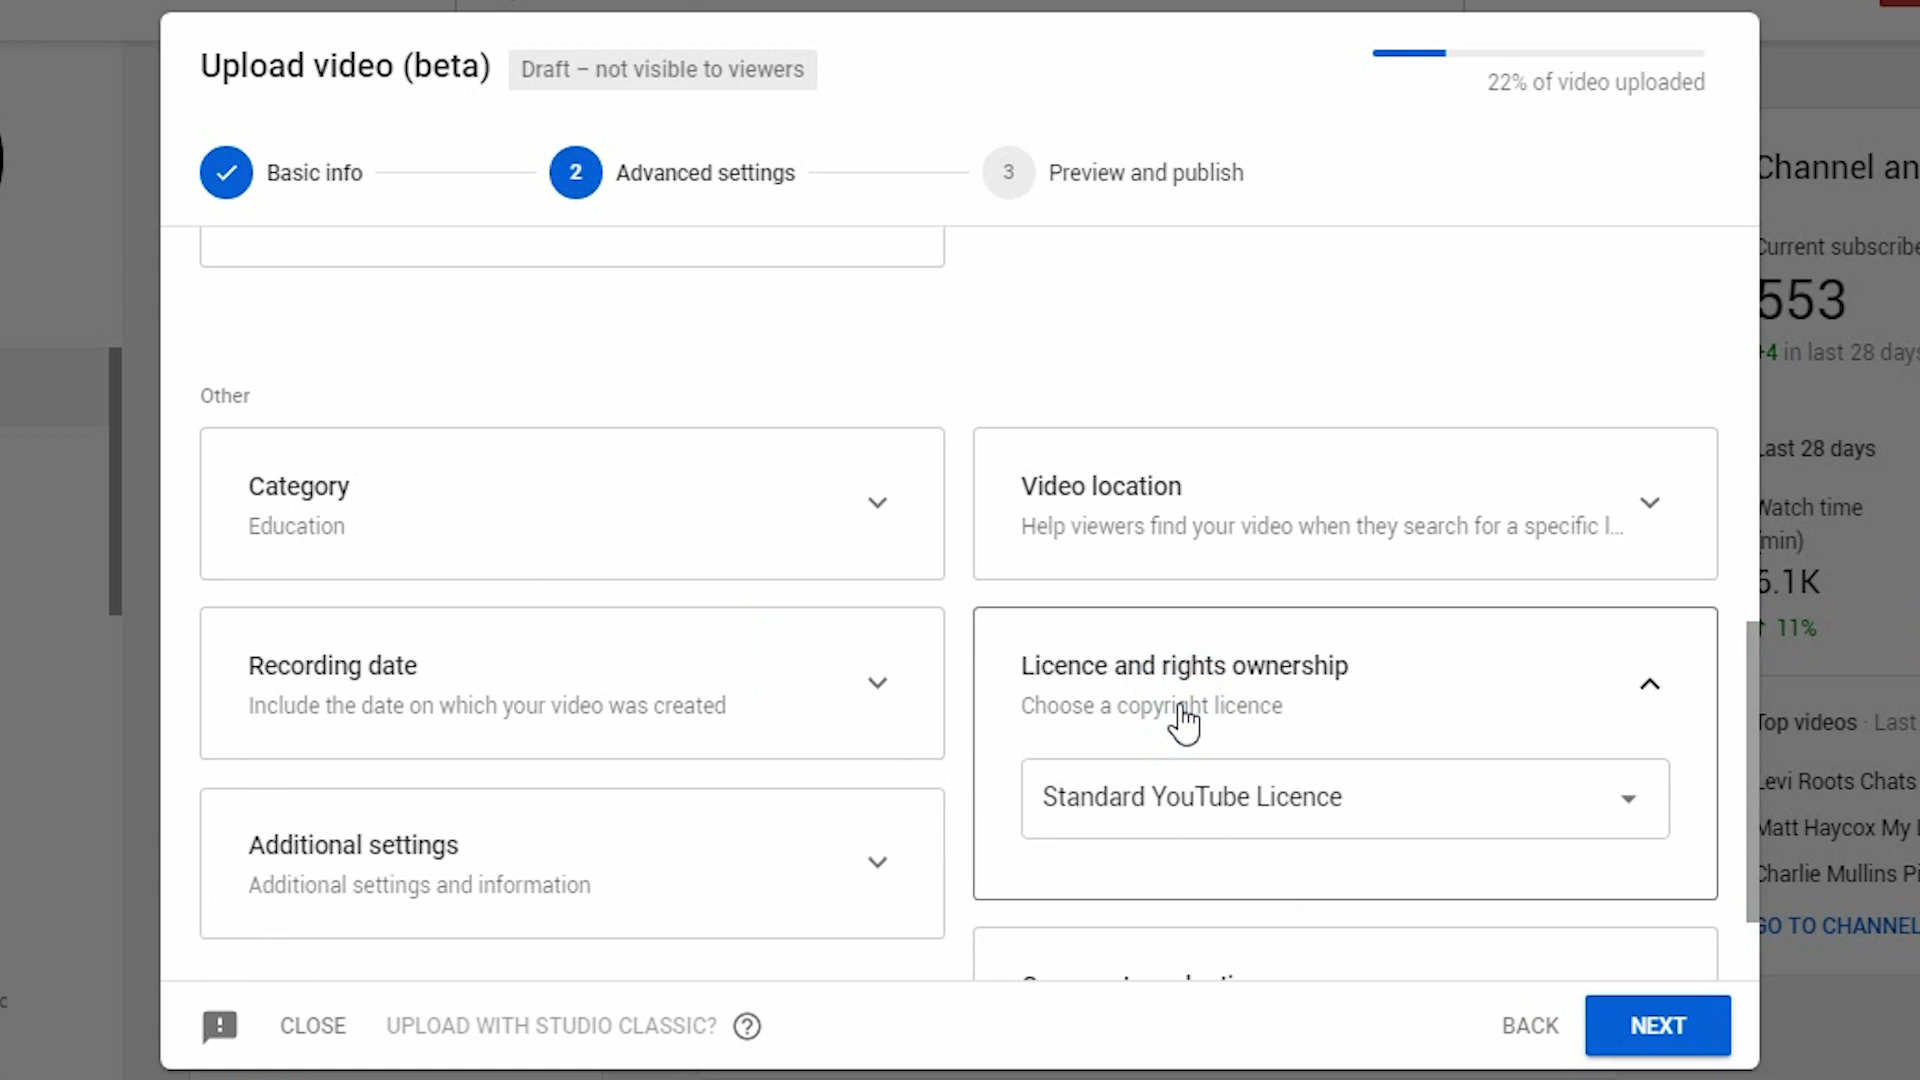 Upload video (beta)
Draft – not visible to viewers
22% of video uploaded
Basic info
2
Advanced settings
3
Preview and publish
Other
Category
Education
Video location
Help viewers find your video when they search for a specific l...
Recording date
Include the date on which your video was created
Licence and rights ownership
Choose a copyright licence
Standard YouTube Licence
Additional settings
Additional settings and information
CLOSE
UPLOAD WITH STUDIO CLASSIC?
BACK
NEXT
Channel an
Current subscribe
553
+4 in last 28 days
Last 28 days
Watch time
(min)
6.1K
11%
Top videos · Last
Levi Roots Chats
Matt Haycox My
Charlie Mullins Pi
GO TO CHANNEL